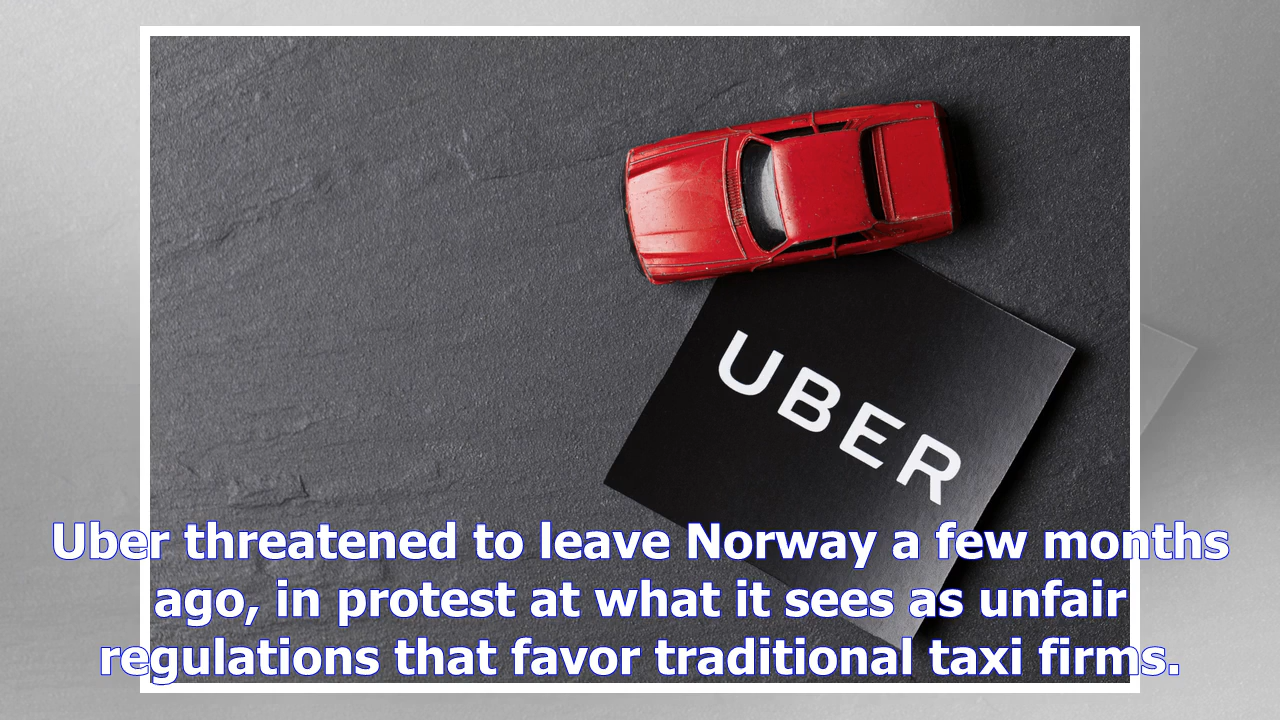 UBER
Uber threatened to leave Norway a few months
ago, in protest at what it sees as unfair
regulations that favor traditional taxi firms.